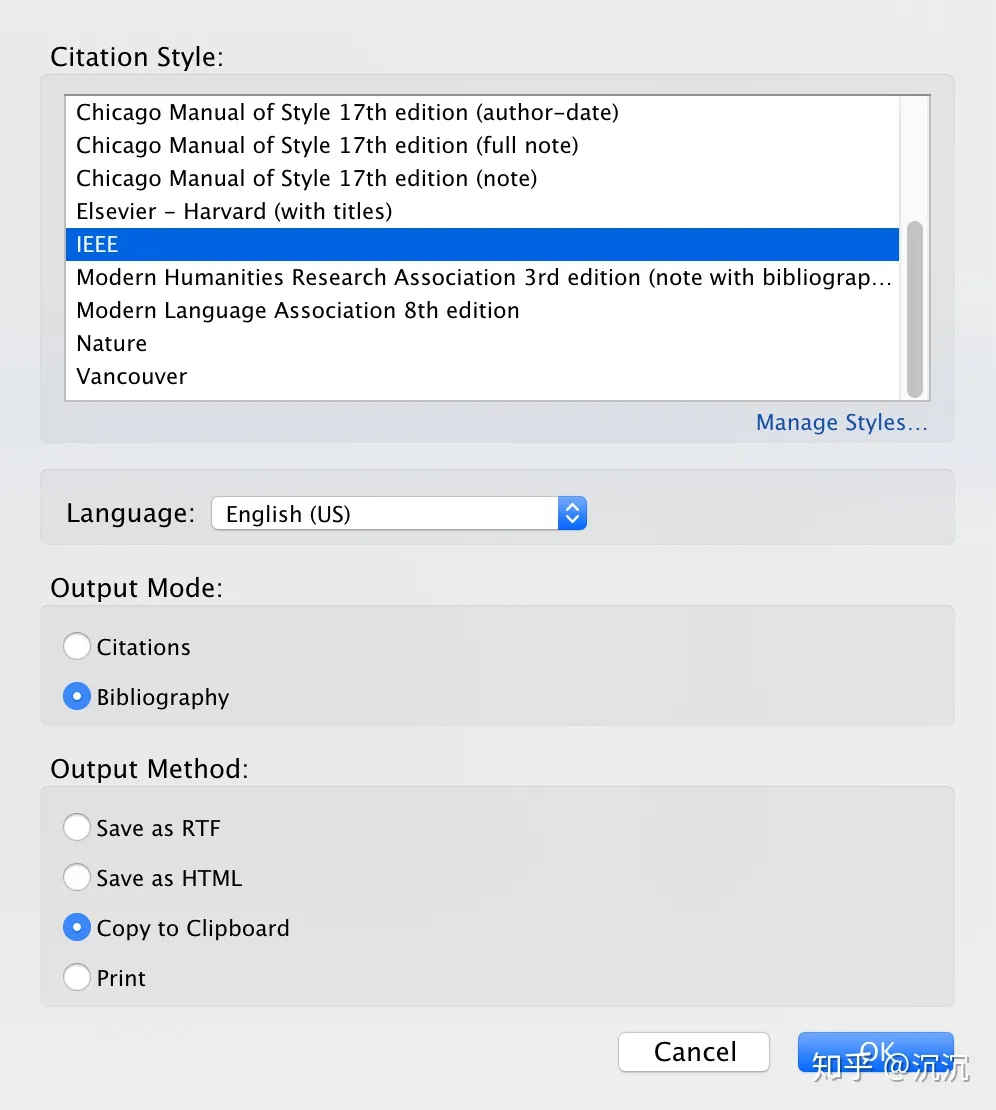 Citation Style:
Chicago Manual of Style 17th edition (author-date)
Chicago Manual of Style 17th edition (full note)
Chicago Manual of Style 17th edition (note)
Elsevier - Harvard (with titles)
IEEE
Modern Humanities Research Association 3rd edition (note with bibliograp...
Modern Language Association 8th edition
Nature
Vancouver
Manage Styles...
Language: English (US)
Output Mode:
Citations
Bibliography
Output Method:
Save as RTF
Save as HTML
Copy to Clipboard
Print
Cancel OK
知乎 @沉沉